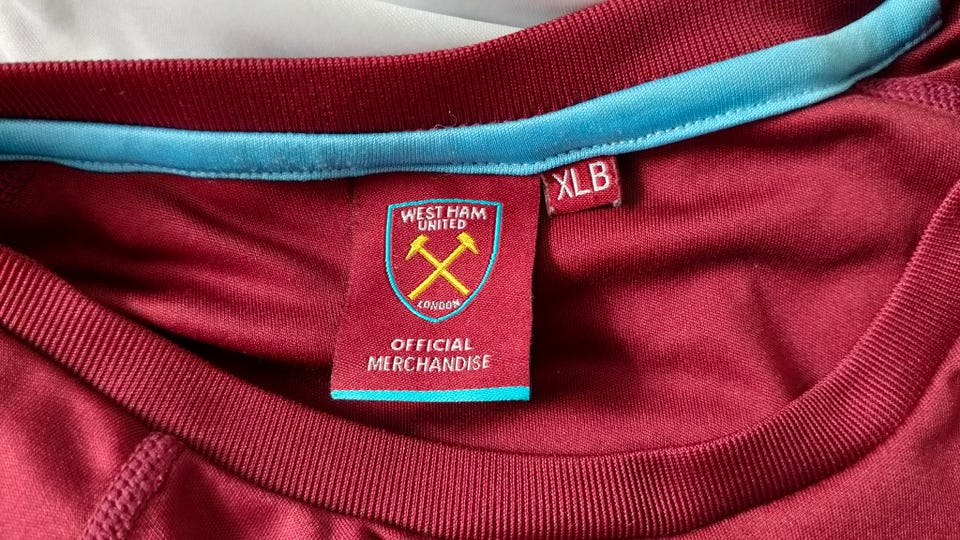 XLB
WEST HAM
UNITED
LONDON
OFFICIAL
MERCHANDISE